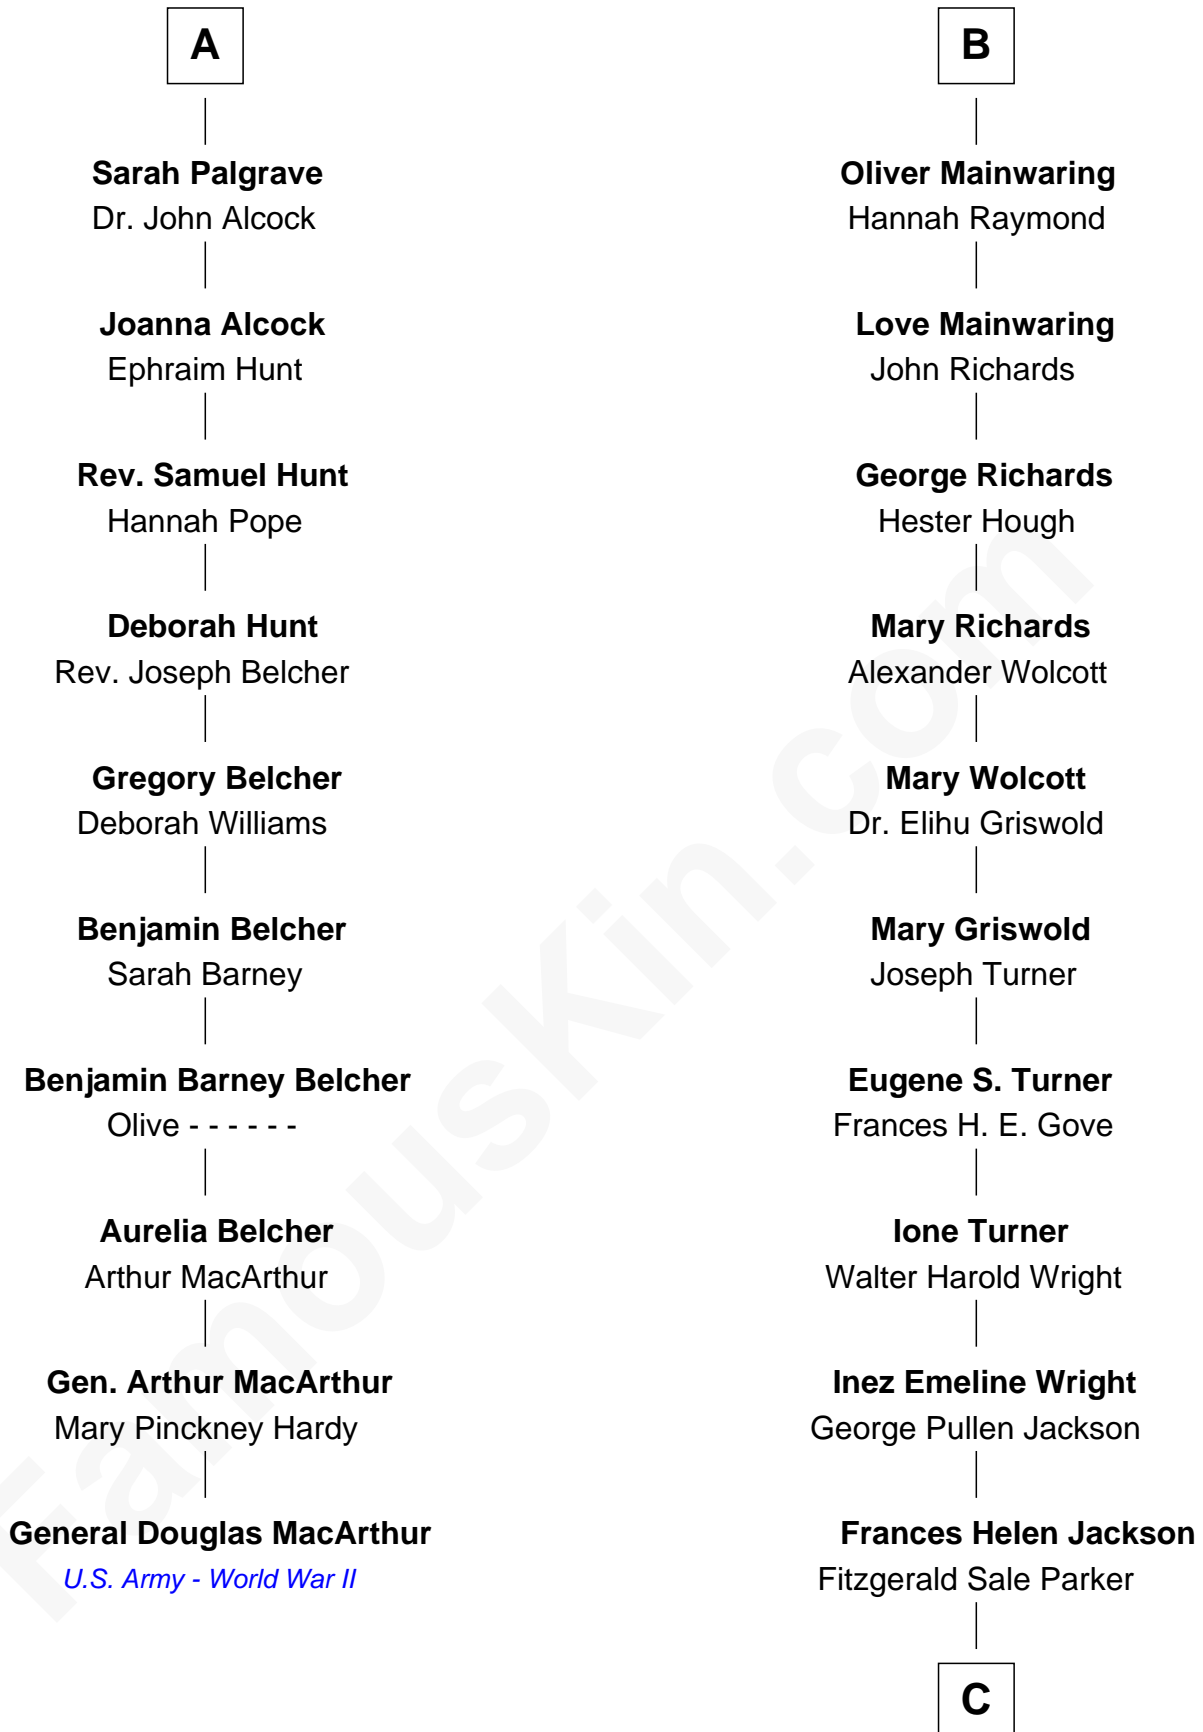 A
Sarah Palgrave
Dr. John Alcock
Joanna Alcock
Ephraim Hunt
Rev. Samuel Hunt
Hannah Pope
Deborah Hunt
Rev. Joseph Belcher
Gregory Belcher
Deborah Williams
Benjamin Belcher
Sarah Barney
Benjamin Barney Belcher
Olive - - - - - -
Aurelia Belcher
Arthur MacArthur
Gen. Arthur MacArthur
Mary Pinckney Hardy
General Douglas MacArthur
U.S. Army - World War II
B
Oliver Mainwaring
Hannah Raymond
Love Mainwaring
John Richards
George Richards
Hester Hough
Mary Richards
Alexander Wolcott
Mary Wolcott
Dr. Elihu Griswold
Mary Griswold
Joseph Turner
Eugene S. Turner
Frances H. E. Gove
Ione Turner
Walter Harold Wright
Inez Emeline Wright
George Pullen Jackson
Frances Helen Jackson
Fitzgerald Sale Parker
C
FamousKin.com